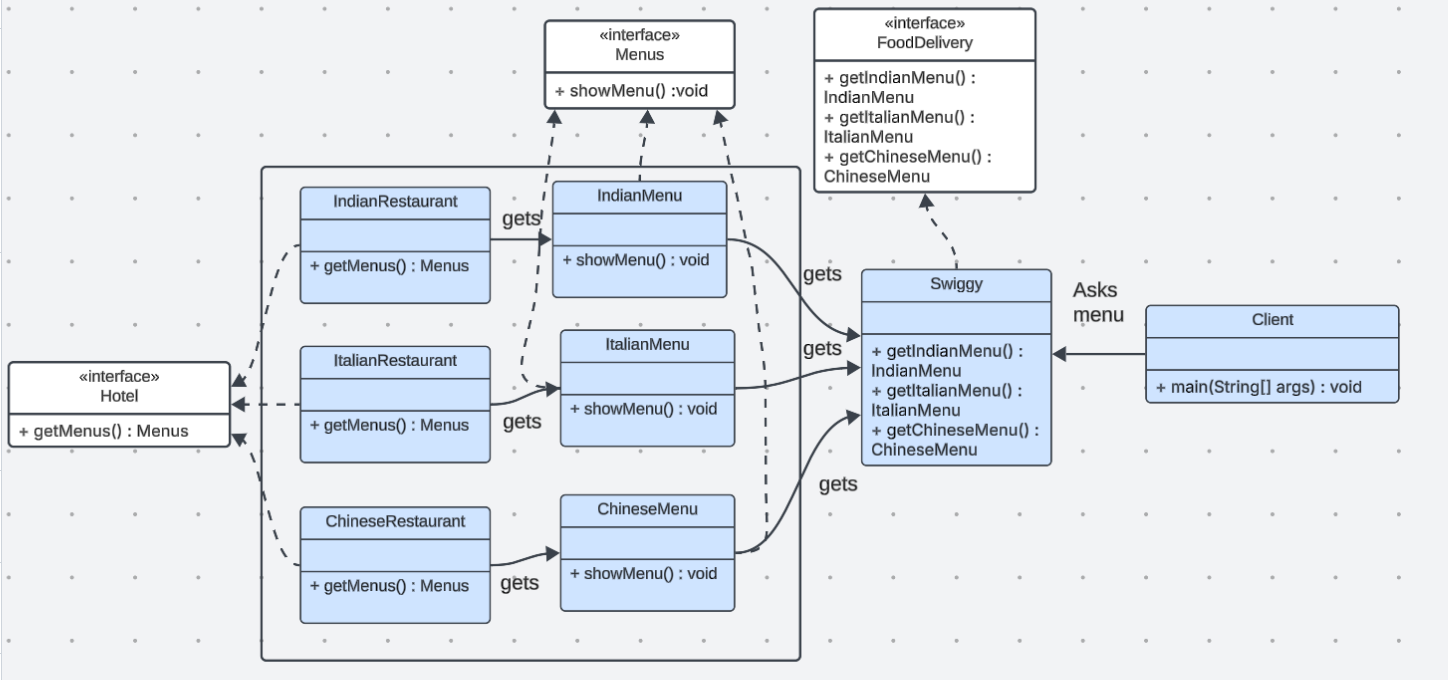 «interface»
Menus
+ showMenu() :void
«interface»
FoodDelivery
+ getIndianMenu() :
IndianMenu
+ getItalianMenu() :
ItalianMenu
+ getChineseMenu() :
ChineseMenu
IndianRestaurant
+ getMenus() : Menus
gets
IndianMenu
+ showMenu() : void
gets
Swiggy
+ getIndianMenu() :
IndianMenu
+ getItalianMenu() :
ItalianMenu
+ getChineseMenu() :
ChineseMenu
Asks
menu
Client
+ main(String[] args) : void
«interface»
Hotel
+ getMenus() : Menus
ItalianRestaurant
+ getMenus() : Menus
gets
ItalianMenu
+ showMenu() : void
gets
ChineseRestaurant
+ getMenus() : Menus
gets
ChineseMenu
+ showMenu() : void
gets